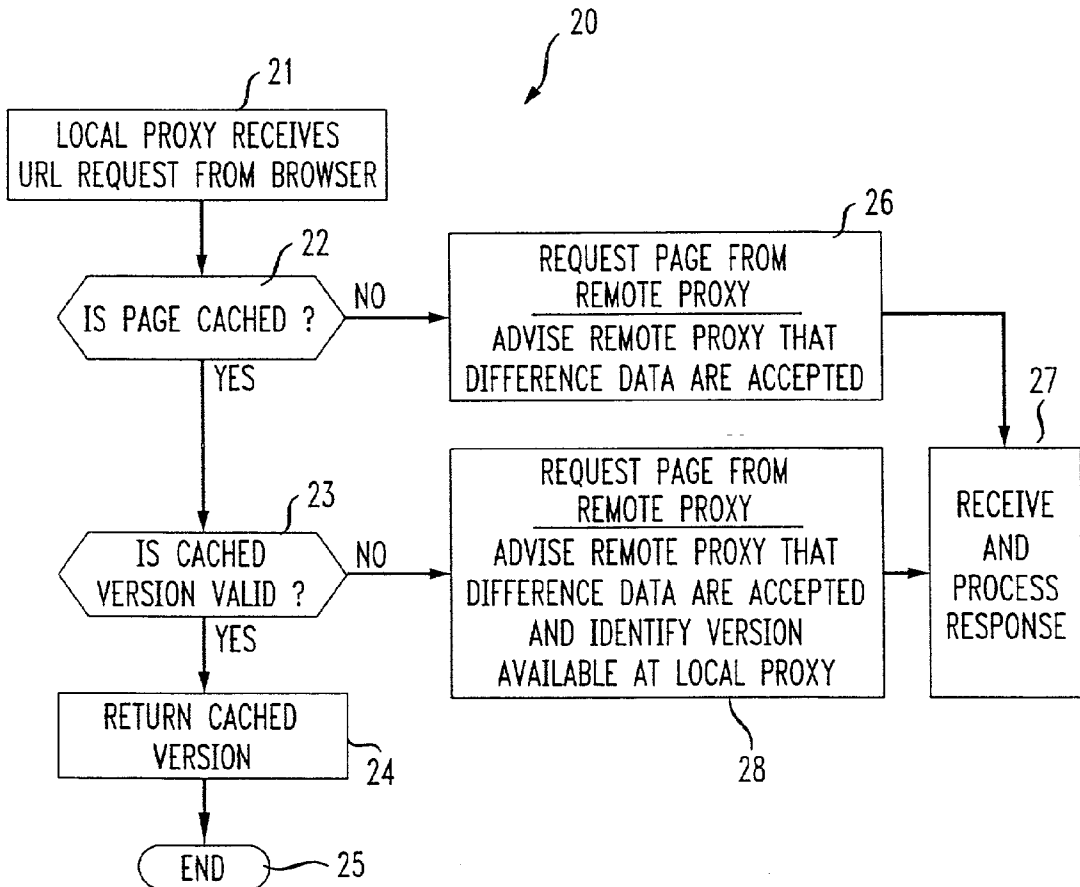 20
21
LOCAL PROXY RECEIVES
URL REQUEST FROM BROWSER
22
IS PAGE CACHED ?
NO
YES
26
REQUEST PAGE FROM
REMOTE PROXY
ADVISE REMOTE PROXY THAT
DIFFERENCE DATA ARE ACCEPTED
27
RECEIVE
AND
PROCESS
RESPONSE
23
IS CACHED
VERSION VALID ?
NO
YES
REQUEST PAGE FROM
REMOTE PROXY
ADVISE REMOTE PROXY THAT
DIFFERENCE DATA ARE ACCEPTED
AND IDENTIFY VERSION
AVAILABLE AT LOCAL PROXY
28
RETURN CACHED
VERSION
24
END
25